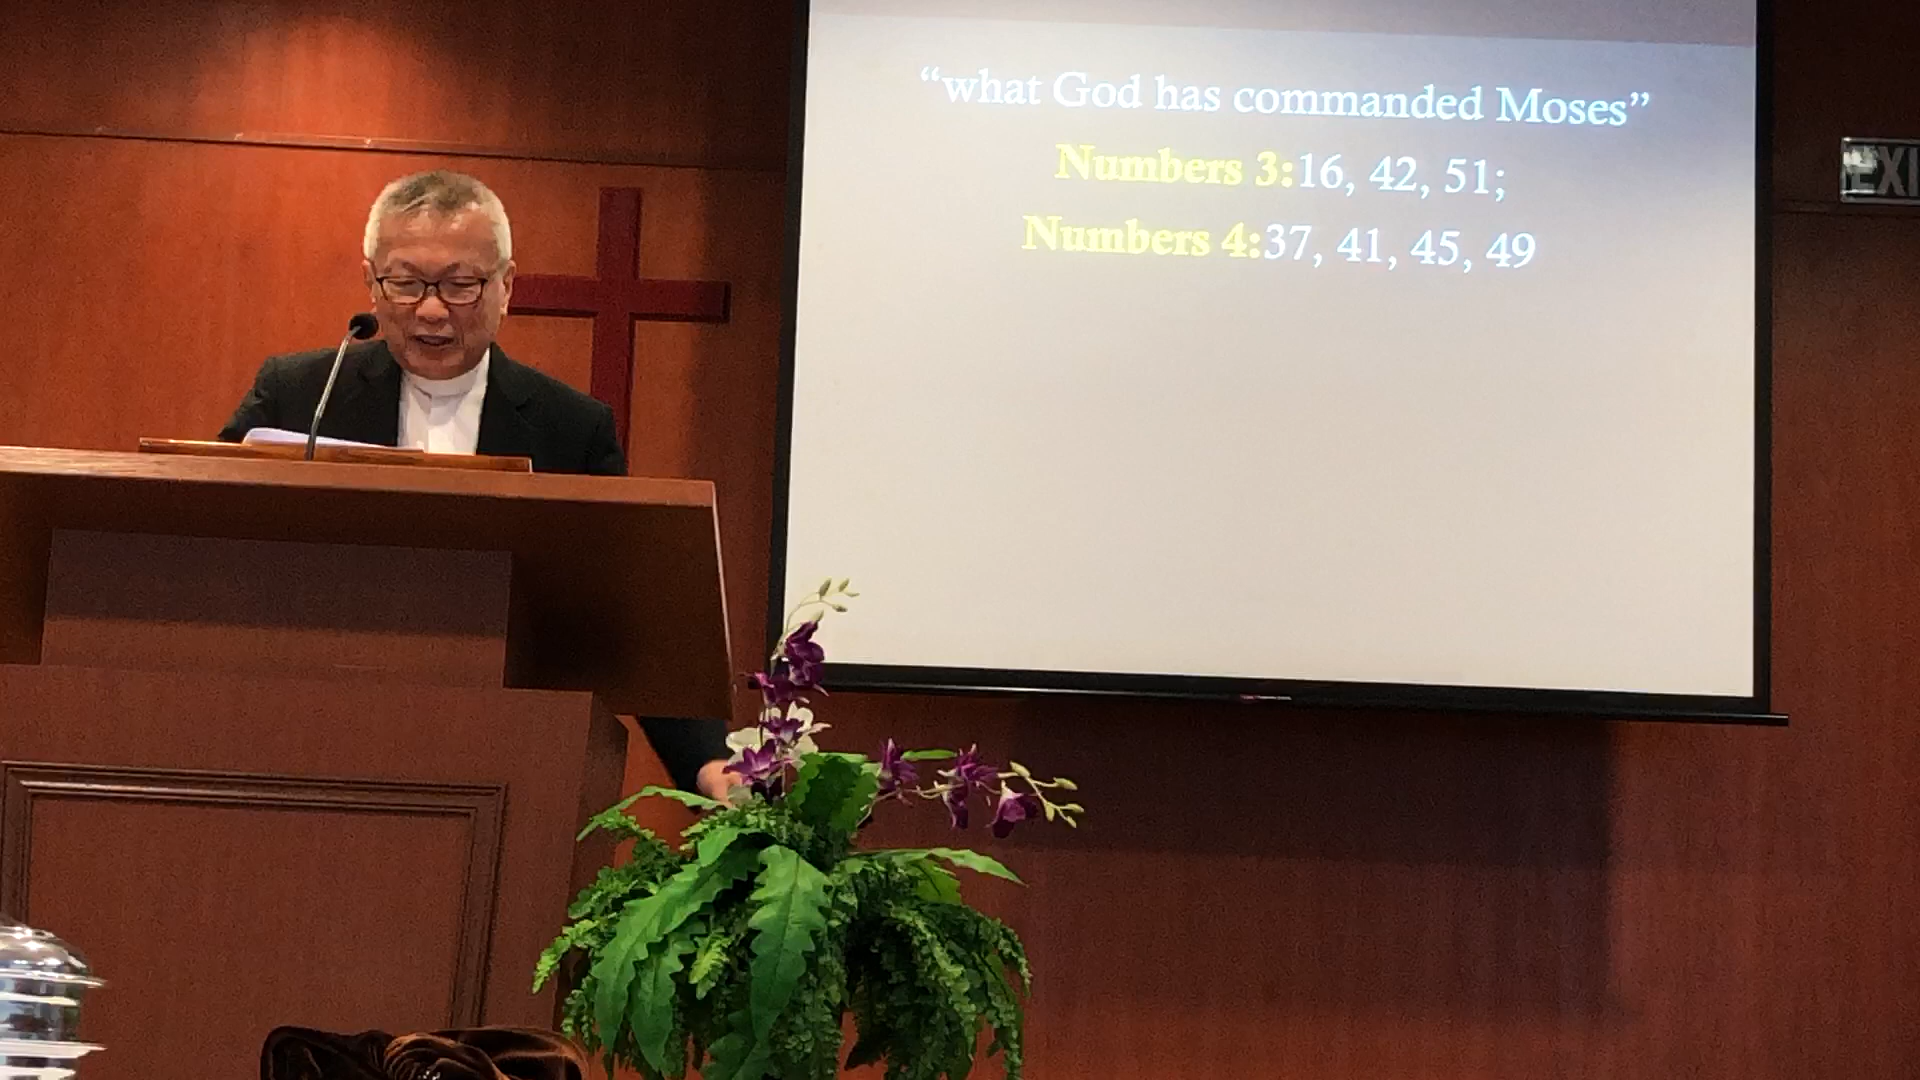 “what God has commanded Moses”
Numbers 3:16, 42, 51;
Numbers 4:37, 41, 45, 49
EXI